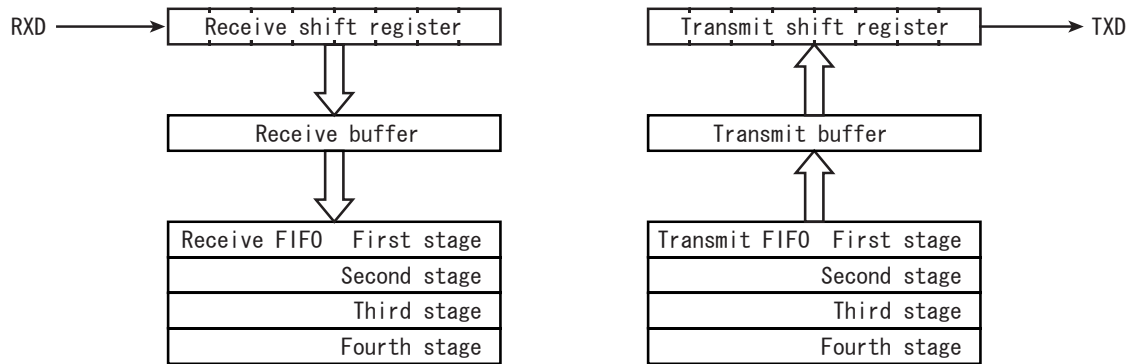 RXD Receive shift register Transmit shift register TXD
Receive buffer Transmit buffer
Receive FIFO First stage Transmit FIFO First stage
Second stage Second stage
Third stage Third stage
Fourth stage Fourth stage